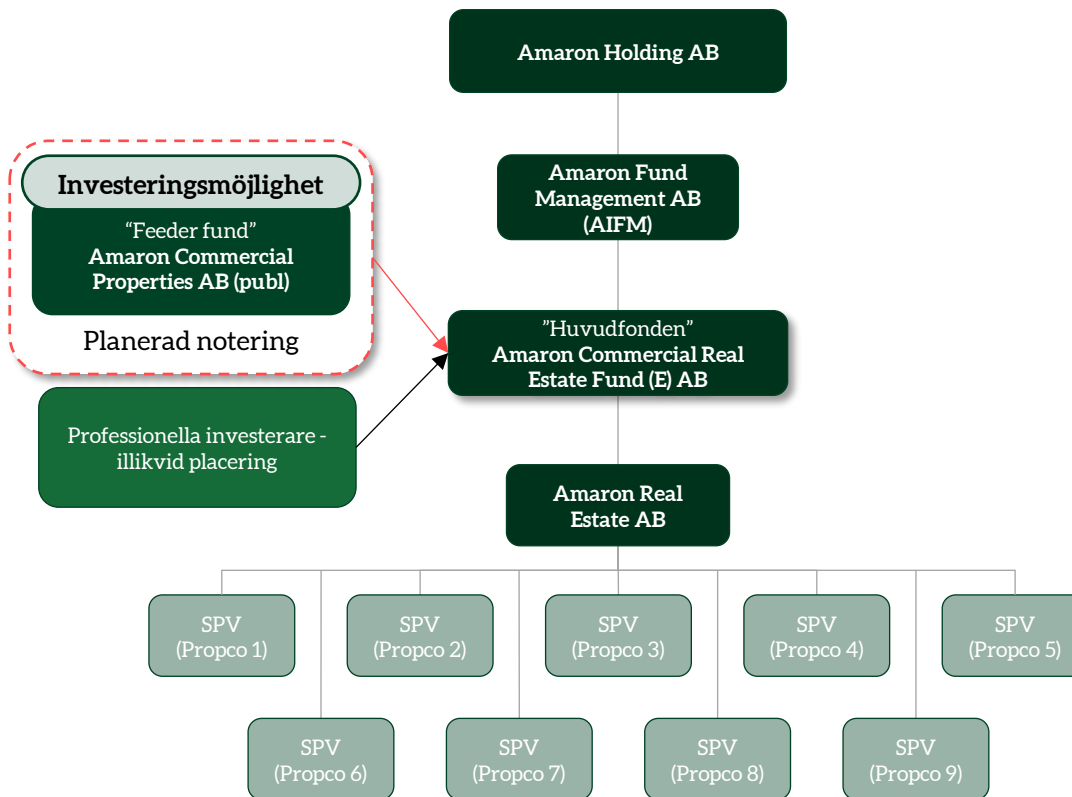 Amaron Holding AB
Amaron Fund
Management AB
(AIFM)
Investeringsmöjlighet
“Feeder fund”
Amaron Commercial
Properties AB (publ)
Planerad notering
”Huvudfonden”
Amaron Commercial Real
Estate Fund (E) AB
Professionella investerare -
illikvid placering
Amaron Real
Estate AB
SPV
(Propco 1)
SPV
(Propco 2)
SPV
(Propco 3)
SPV
(Propco 4)
SPV
(Propco 5)
SPV
(Propco 6)
SPV
(Propco 7)
SPV
(Propco 8)
SPV
(Propco 9)